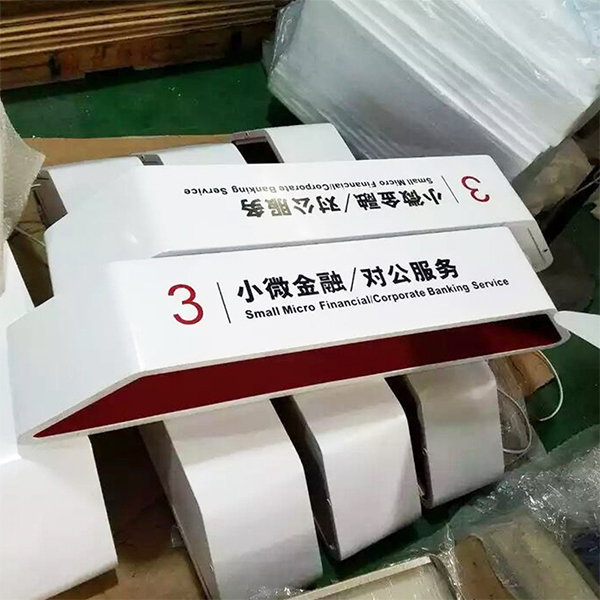 小微金融/对公服务
Small Micro Financial/Corporate Banking Service
3
3
小微金融/对公服务
Small Micro Financial/Corporate Banking Service